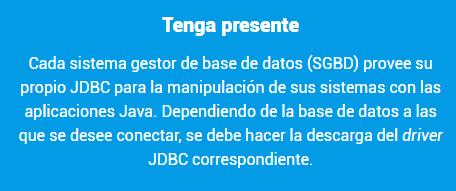 Tenga presente
Cada sistema gestor de base de datos (SGBD) provee su
propio JDBC para la manipulación de sus sistemas con las
aplicaciones Java. Dependiendo de la base de datos a las
que se desee conectar, se debe hacer la descarga del driver
JDBC correspondiente.